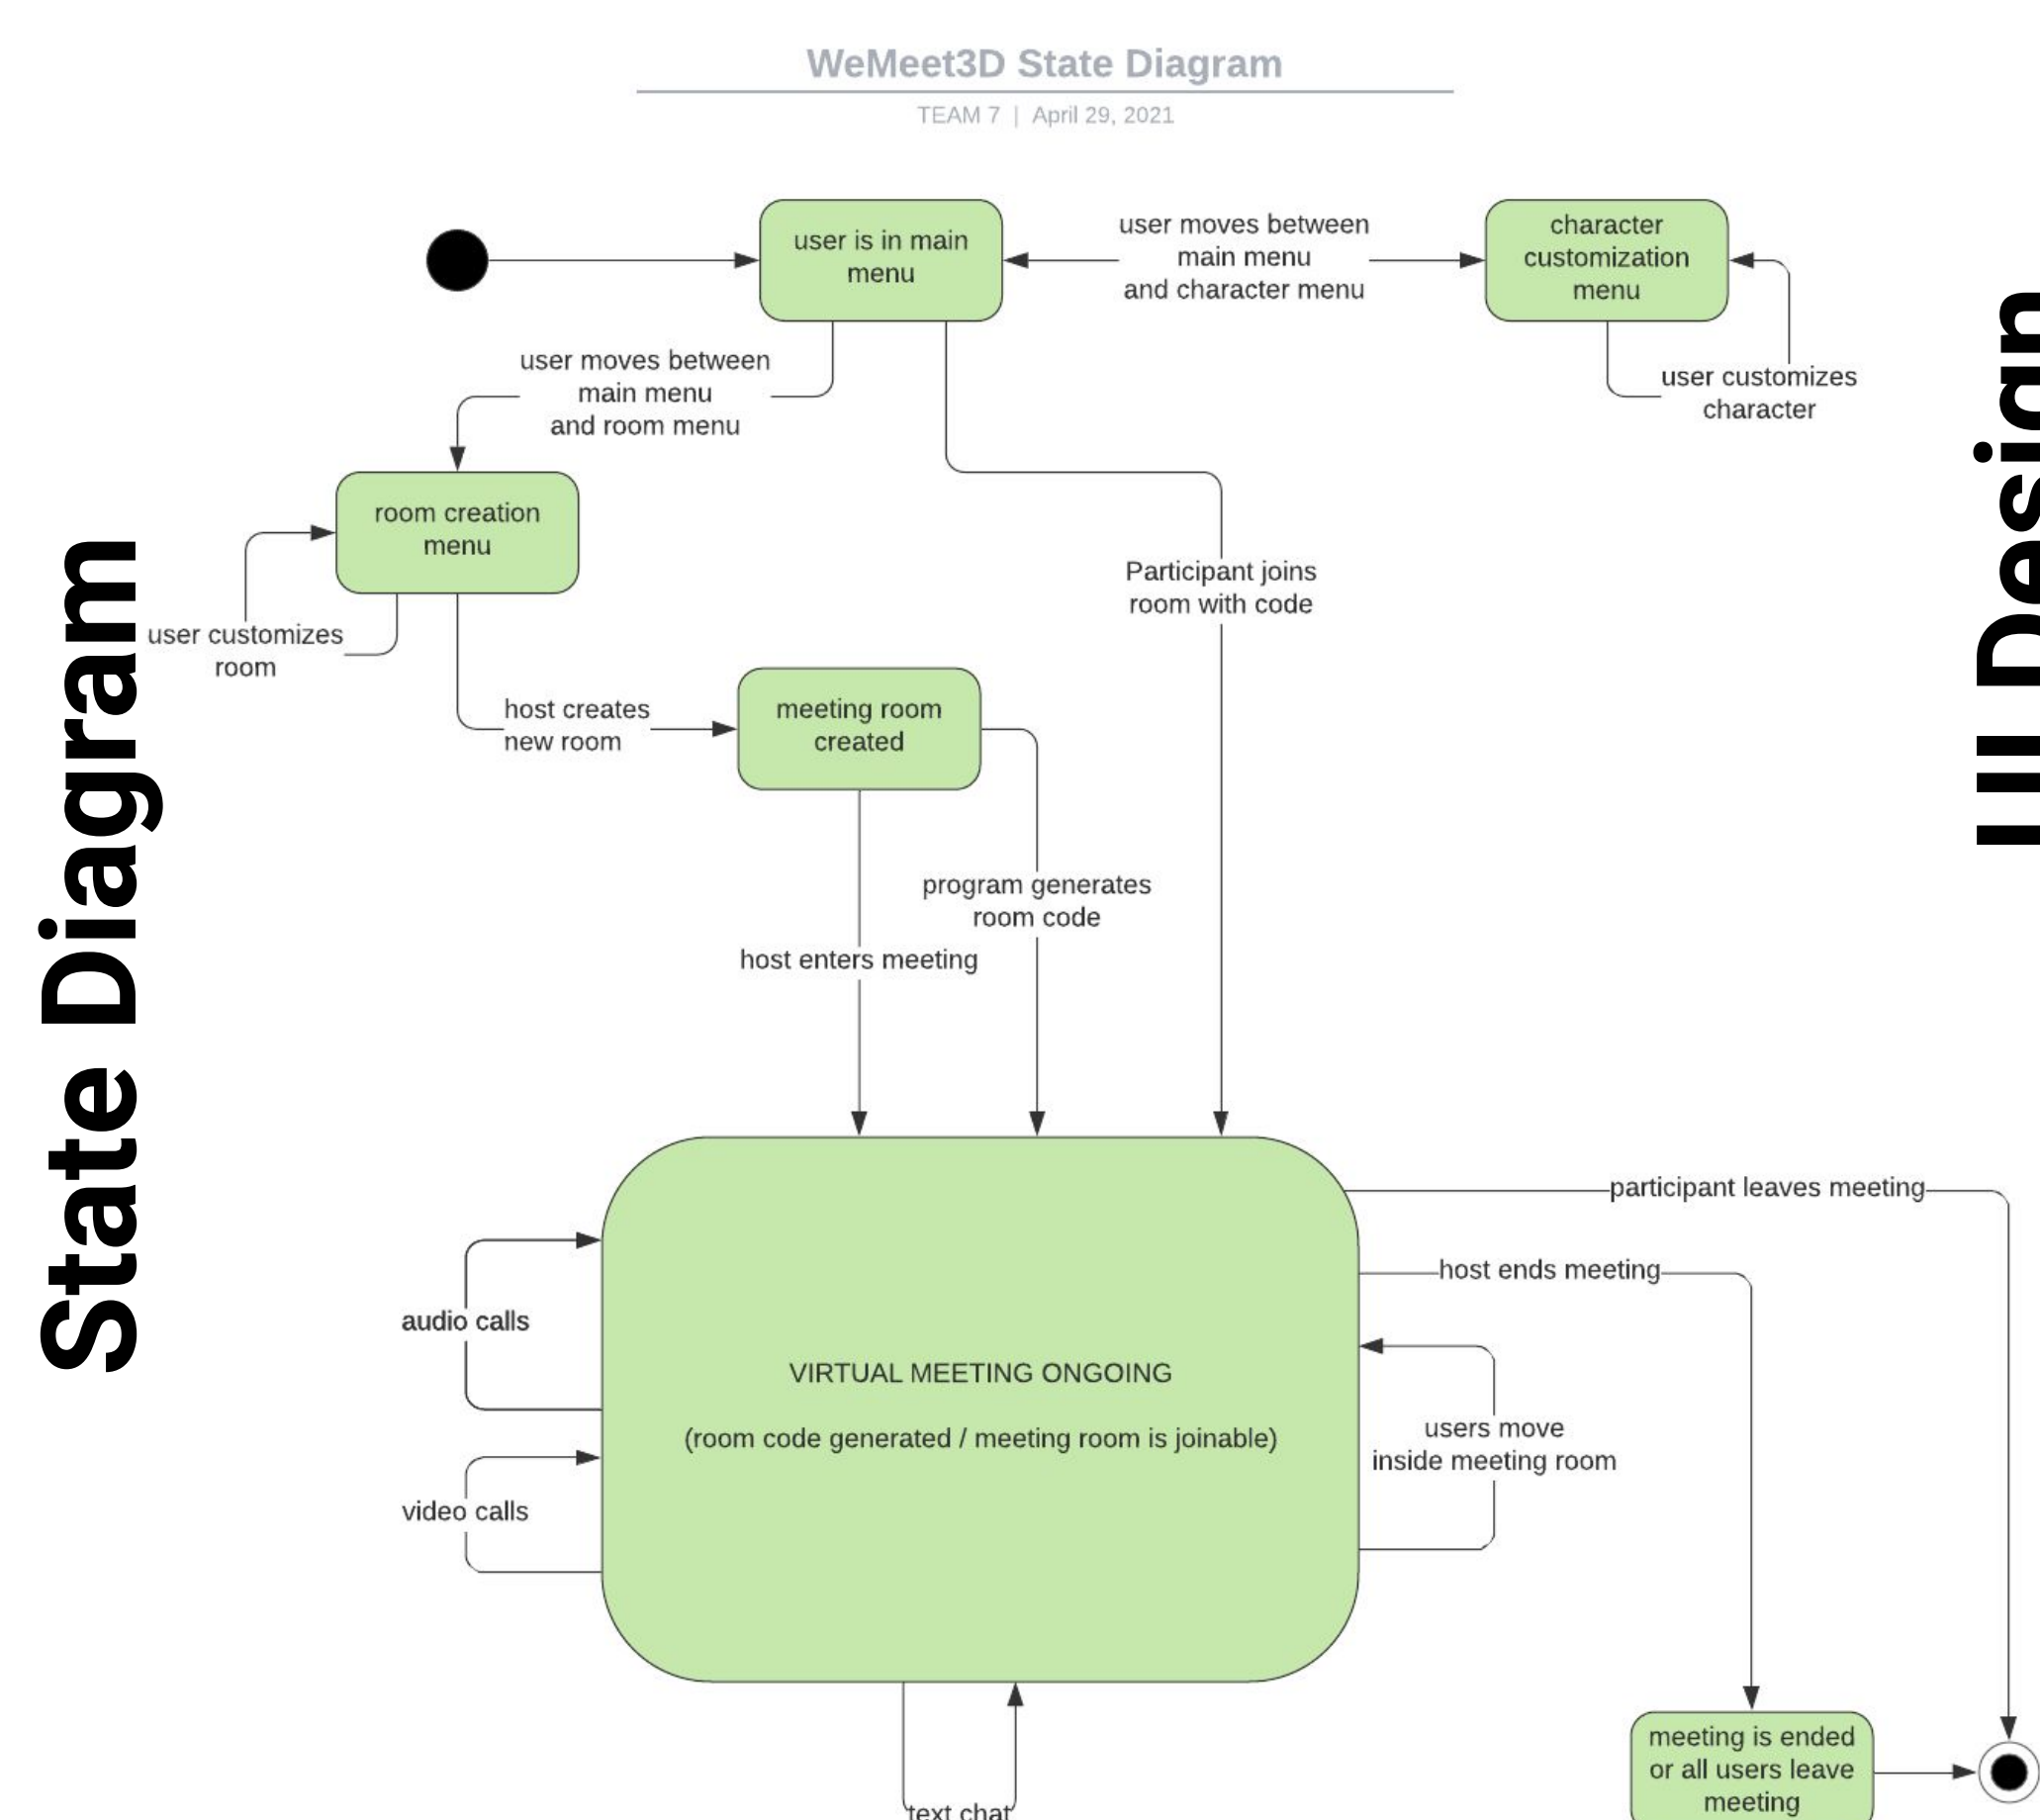 WeMeet3D State Diagram
TEAM 7 | April 29, 2021
user is in main
menu
user moves between
main menu
and character menu
character
customization
menu
user customizes
character
user moves between
main menu
and room menu
room creation
menu
user customizes
room
Participant joins
room with code
host creates
new room
meeting room
created
program generates
room code
host enters meeting
State Diagram
UI Design
participant leaves meeting
host ends meeting
audio calls
VIRTUAL MEETING ONGOING
(room code generated / meeting room is joinable)
users move
inside meeting room
video calls
meeting is ended
or all users leave
meeting
text chat